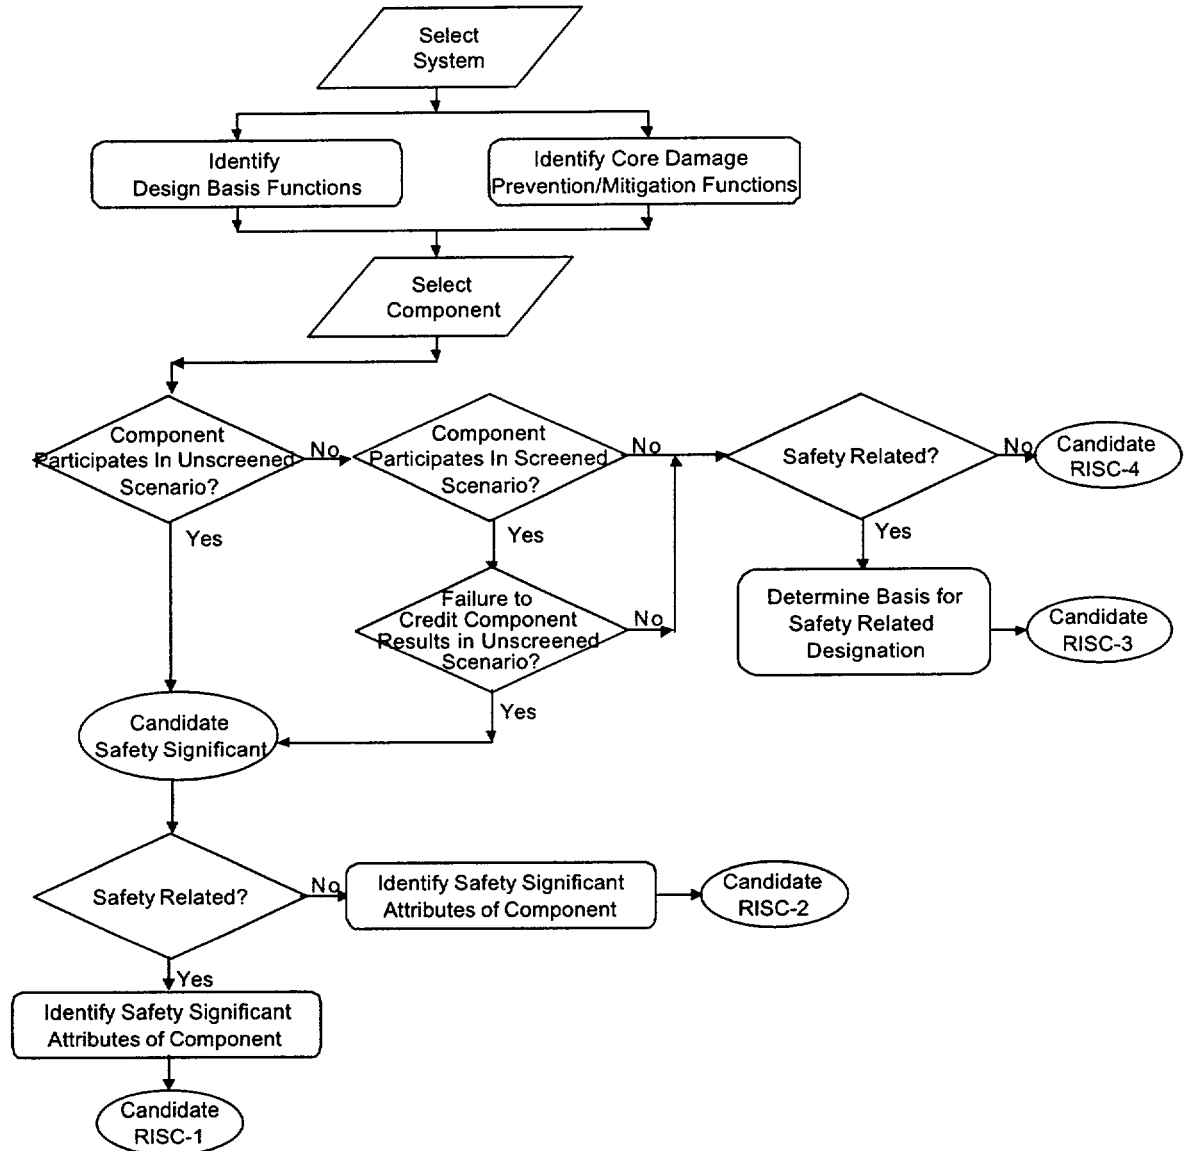 Select
System
Identify
Design Basis Functions
Identify Core Damage
Prevention/Mitigation Functions
Select
Component
Component
Participates In Unscreened
Scenario?
No
Component
Participates In Screened
Scenario?
No
Safety Related?
No
Candidate
RISC-4
Yes
Yes
Yes
Failure to
Credit Component
Results in Unscreened
Scenario?
No
Determine Basis for
Safety Related
Designation
Candidate
RISC-3
Yes
Candidate
Safety Significant
Safety Related?
No
Identify Safety Significant
Attributes of Component
Candidate
RISC-2
Yes
Identify Safety Significant
Attributes of Component
Candidate
RISC-1